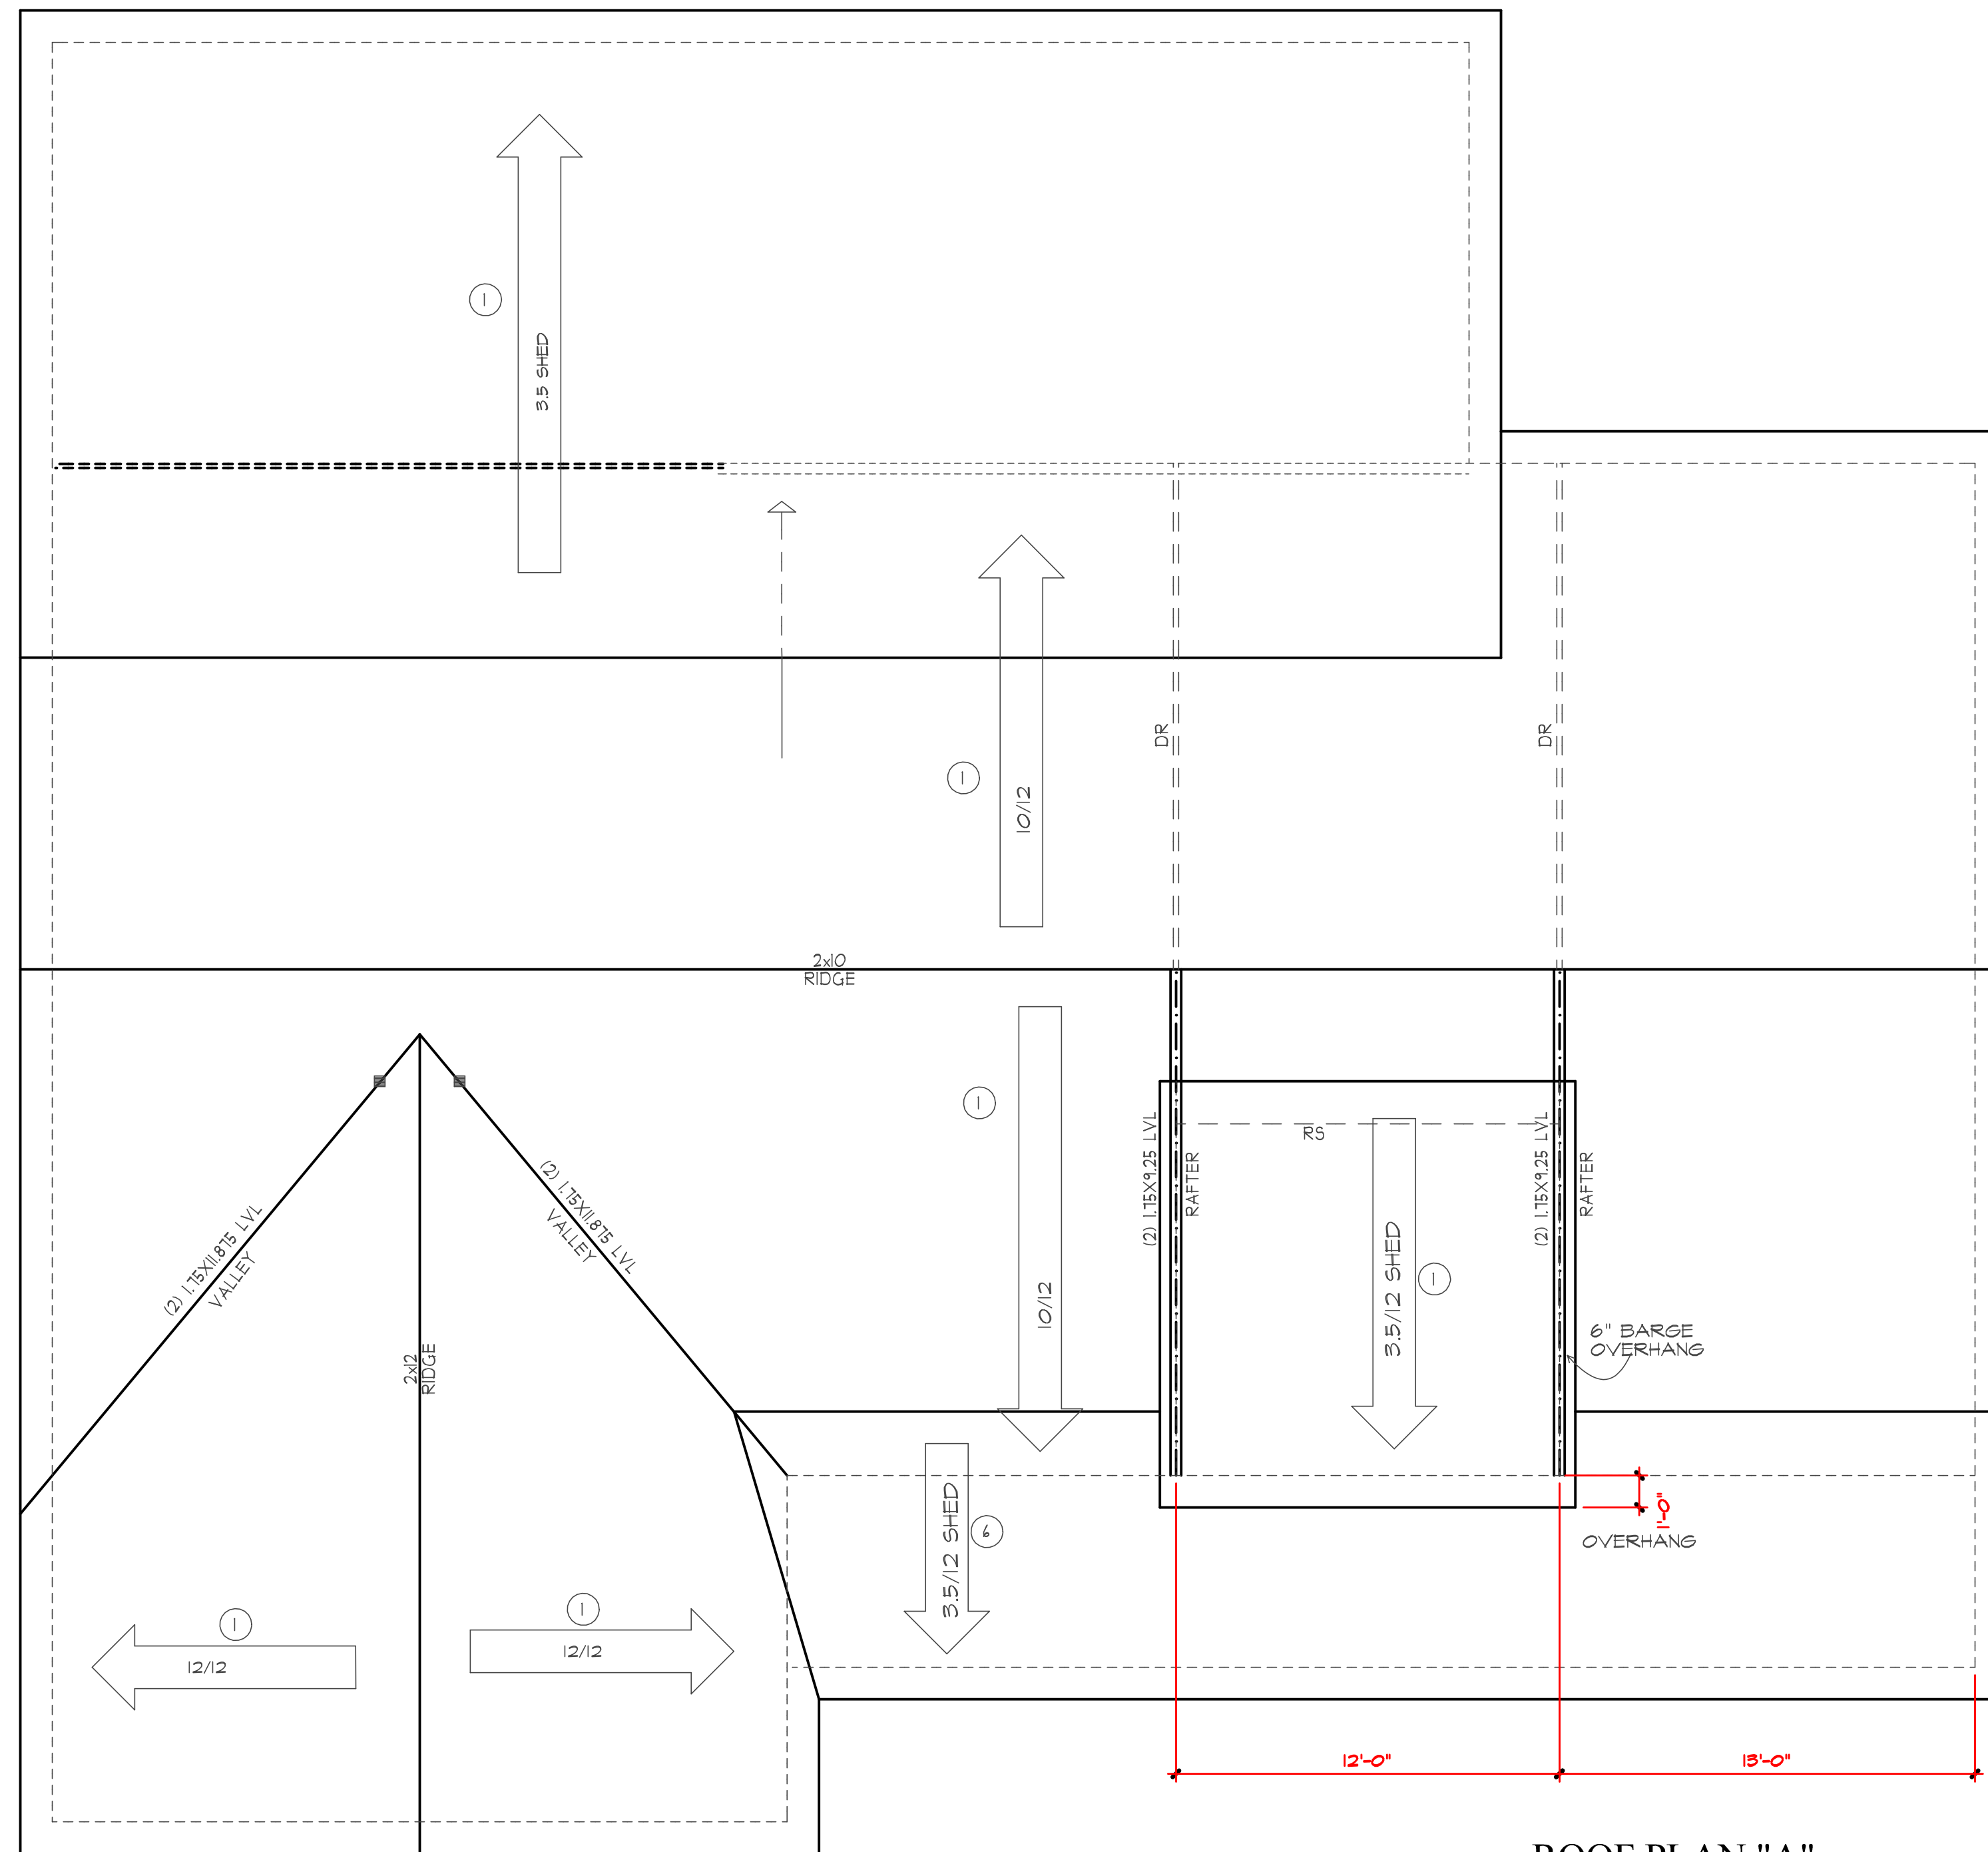 1
3.5 SHED
DR
DR
1
10/12
2x10
RIDGE
1
10/12
(2) 1.75X9.25 LVL
RAFTER
RS
(2) 1.75X9.25 LVL
RAFTER
3.5/12 SHED
1
(2) 1.75X11.875 LVL
VALLEY
(2) 1.75X11.875 LVL
VALLEY
2x12
RIDGE
6" BARGE
OVERHANG
3.5/12 SHED
6
1'-0"
OVERHANG
1
12/12
1
12/12
12'-0"
13'-0"
ROOF PLAN "A"